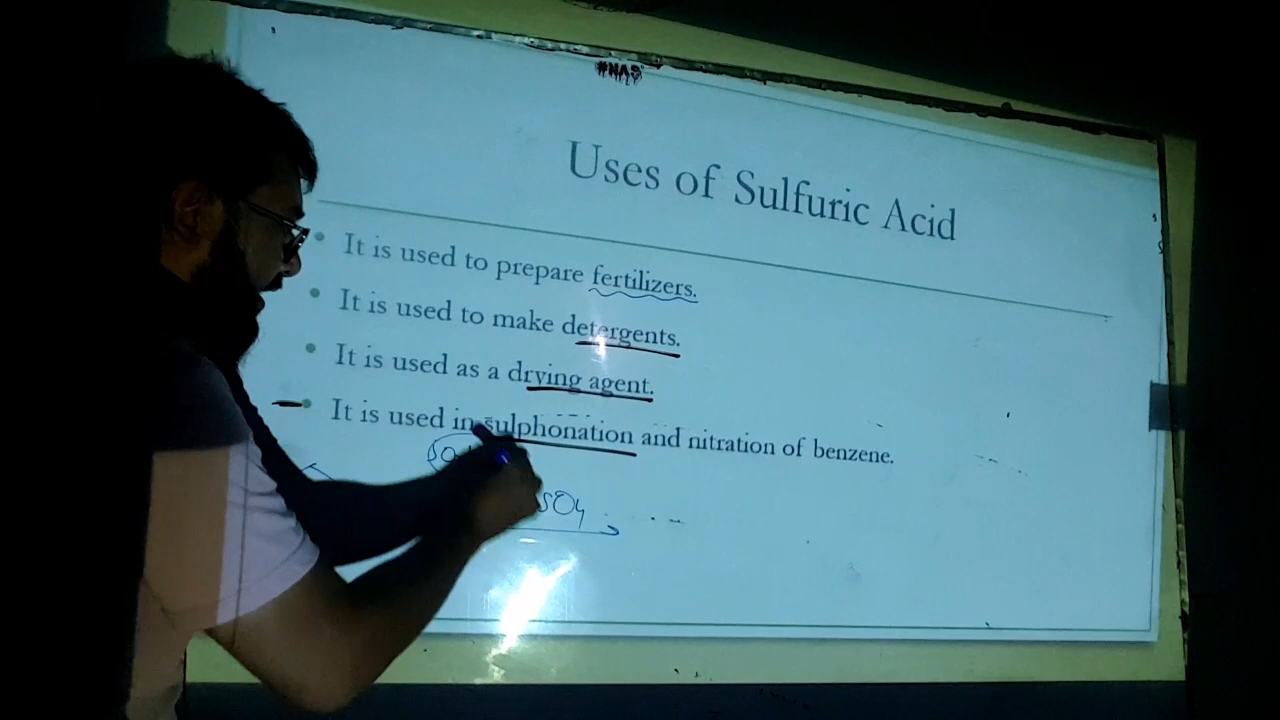 #NAS
Uses of Sulfuric Acid
It is used to prepare fertilizers.
It is used to make detergents.
It is used as a drying agent.
It is used in sulphonation and nitration of benzene.
SO4